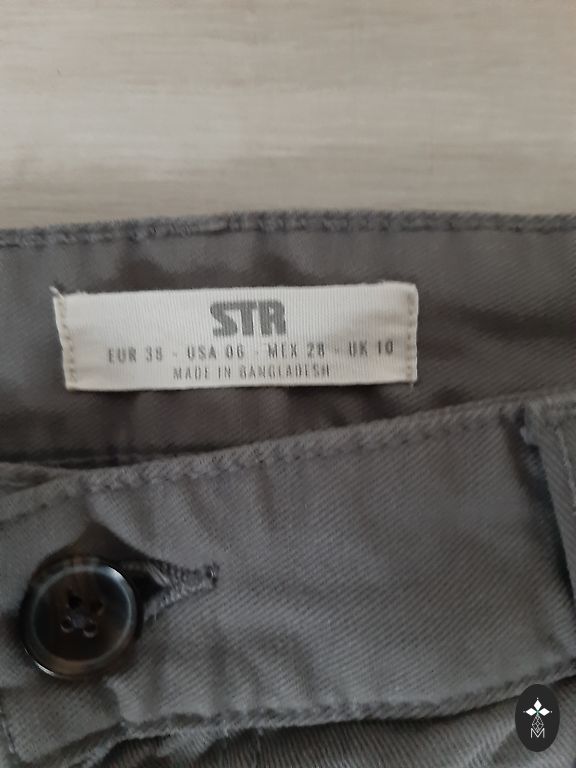 STR
EUR 38 - USA 06 - MEX 28 - UK 10
MADE IN BANGLADESH
M